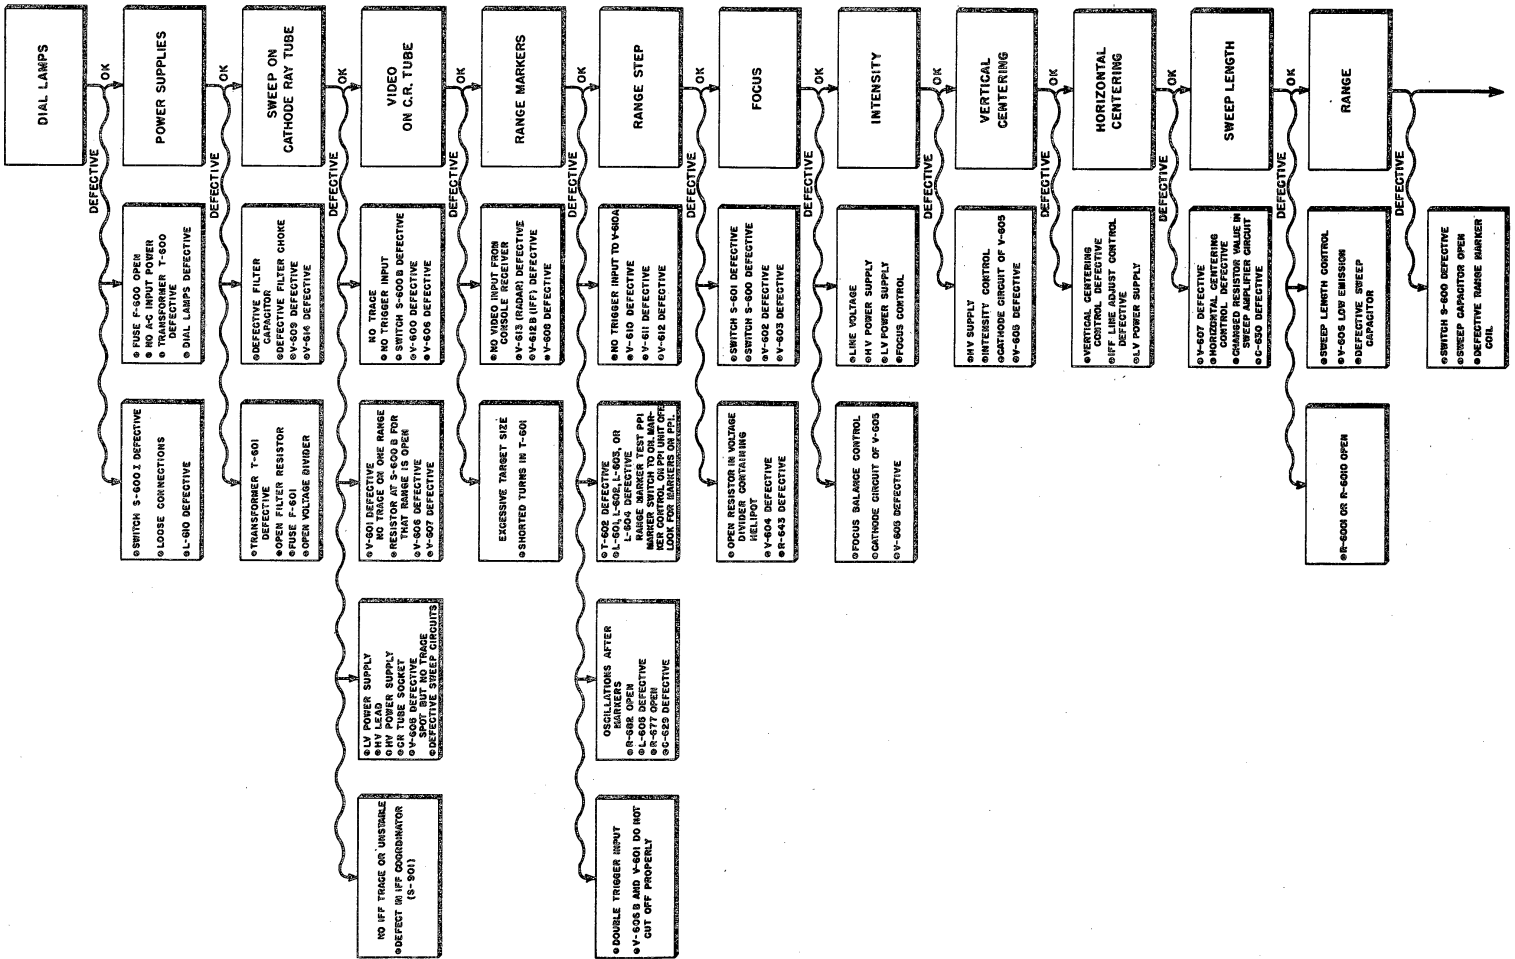 DIAL LAMPS
OK
DEFECTIVE
FUSE F-600 OPEN
NO A-C INPUT POWER
TRANSFORMER T-600
DEFECTIVE
DIAL LAMPS DEFECTIVE
SWITCH S-600 I DEFECTIVE
LOOSE CONNECTIONS
L-610 DEFECTIVE
POWER SUPPLIES
OK
DEFECTIVE
DEFECTIVE FILTER
CAPACITOR
DEFECTIVE FILTER CHOKE
V-609 DEFECTIVE
V-614 DEFECTIVE
TRANSFORMER T-601
DEFECTIVE
OPEN FILTER RESISTOR
FUSE F-601
OPEN VOLTAGE DIVIDER
SWEEP ON
CATHODE RAY TUBE
OK
DEFECTIVE
NO TRACE
NO TRIGGER INPUT
SWITCH S-600 B DEFECTIVE
V-600 DEFECTIVE
V-606 DEFECTIVE
V-601 DEFECTIVE
NO TRACE ON ONE RANGE
RESISTOR AT S-600 B FOR
THAT RANGE IS OPEN
V-606 DEFECTIVE
V-607 DEFECTIVE
LV POWER SUPPLY
HV LEAD
HV POWER SUPPLY
CR TUBE SOCKET
V-608 DEFECTIVE
SPOT BUT NO TRACE
DEFECTIVE SWEEP CIRCUITS
NO IFF TRACE OR UNSTABLE
DEFECT IN IFF COORDINATOR
(S-901)
VIDEO
ON C.R. TUBE
OK
DEFECTIVE
NO VIDEO INPUT FROM
CONSOLE RECEIVER
V-613 (RADAR) DEFECTIVE
V-612 B (IFF) DEFECTIVE
V-608 DEFECTIVE
EXCESSIVE TARGET SIZE
SHORTED TURNS IN T-601
RANGE MARKERS
OK
DEFECTIVE
NO TRIGGER INPUT TO V-610A
V-610 DEFECTIVE
V-611 DEFECTIVE
V-612 DEFECTIVE
T-602 DEFECTIVE
L-601, L-602, L-603, OR
L-604 DEFECTIVE
RANGE MARKER TEST PPI
MARKER SWITCH TO ON. MAR-
KER CONTROL ON PPI UNIT OFF.
LOOK FOR MARKERS ON PPI.
OSCILLATIONS AFTER
MARKERS
R-682 OPEN
L-606 DEFECTIVE
R-677 OPEN
C-629 DEFECTIVE
DOUBLE TRIGGER INPUT
V-606 B AND V-601 DO NOT
CUT OFF PROPERLY
RANGE STEP
OK
DEFECTIVE
SWITCH S-601 DEFECTIVE
SWITCH S-600 DEFECTIVE
V-602 DEFECTIVE
V-603 DEFECTIVE
OPEN RESISTOR IN VOLTAGE
DIVIDER CONTAINING
HELIPOT
V-604 DEFECTIVE
R-643 DEFECTIVE
FOCUS
OK
DEFECTIVE
LINE VOLTAGE
HV POWER SUPPLY
LV POWER SUPPLY
FOCUS CONTROL
FOCUS BALANCE CONTROL
CATHODE CIRCUIT OF V-605
V-608 DEFECTIVE
INTENSITY
OK
DEFECTIVE
HV SUPPLY
INTENSITY CONTROL
CATHODE CIRCUIT OF V-605
V-608 DEFECTIVE
VERTICAL
CENTERING
OK
DEFECTIVE
VERTICAL CENTERING
CONTROL DEFECTIVE
IFF LINE ADJUST CONTROL
DEFECTIVE
LV POWER SUPPLY
HORIZONTAL
CENTERING
OK
DEFECTIVE
V-607 DEFECTIVE
HORIZONTAL CENTERING
CONTROL DEFECTIVE
CHANGED RESISTOR VALUE IN
SWEEP AMPLIFIER CIRCUIT
C-630 DEFECTIVE
SWEEP LENGTH
OK
DEFECTIVE
SWEEP LENGTH CONTROL
V-605 LOW EMISSION
DEFECTIVE SWEEP
CAPACITOR
R-6001 OR R-6010 OPEN
RANGE
OK
DEFECTIVE
SWITCH S-600 DEFECTIVE
SWEEP CAPACITOR OPEN
DEFECTIVE RANGE MARKER
COIL